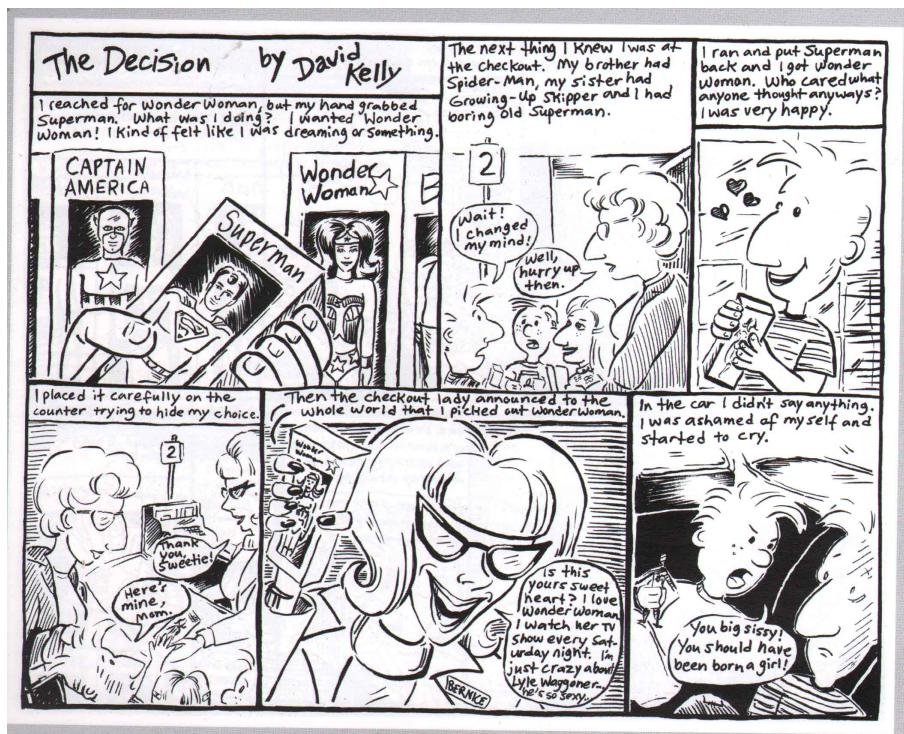 The Decision by David
Kelly
I reached for Wonder Woman, but my hand grabbed
Superman. What was I doing? I wanted Wonder
Woman! I kind of felt like I was dreaming or something.
CAPTAIN
AMERICA
Wonder
Woman
Superman
The next thing I knew I was at
the checkout. My brother had
Spider-Man, my sister had
Growing-Up Skipper and I had
boring old Superman.
2
Wait!
I changed
my mind!
Well,
hurry up
then.
I ran and put Superman
back and I got Wonder
Woman. Who cared what
anyone thought anyways?
I was very happy.
I placed it carefully on the
counter trying to hide my choice.
2
Thank
you,
Sweetie!
Here's
mine,
Mom.
Then the checkout lady announced to the
whole world that I picked out Wonder Woman.
Wonder
Woman
Is this
yours sweet
heart? I love
Wonder Woman
I watch her TV
show every Sat-
urday night. I'm
just crazy about
Lyle Waggoner...
he's so sexy..
BERNICE
In the car I didn't say anything.
I was ashamed of myself and
started to cry.
You big sissy!
You should have
been born a girl!